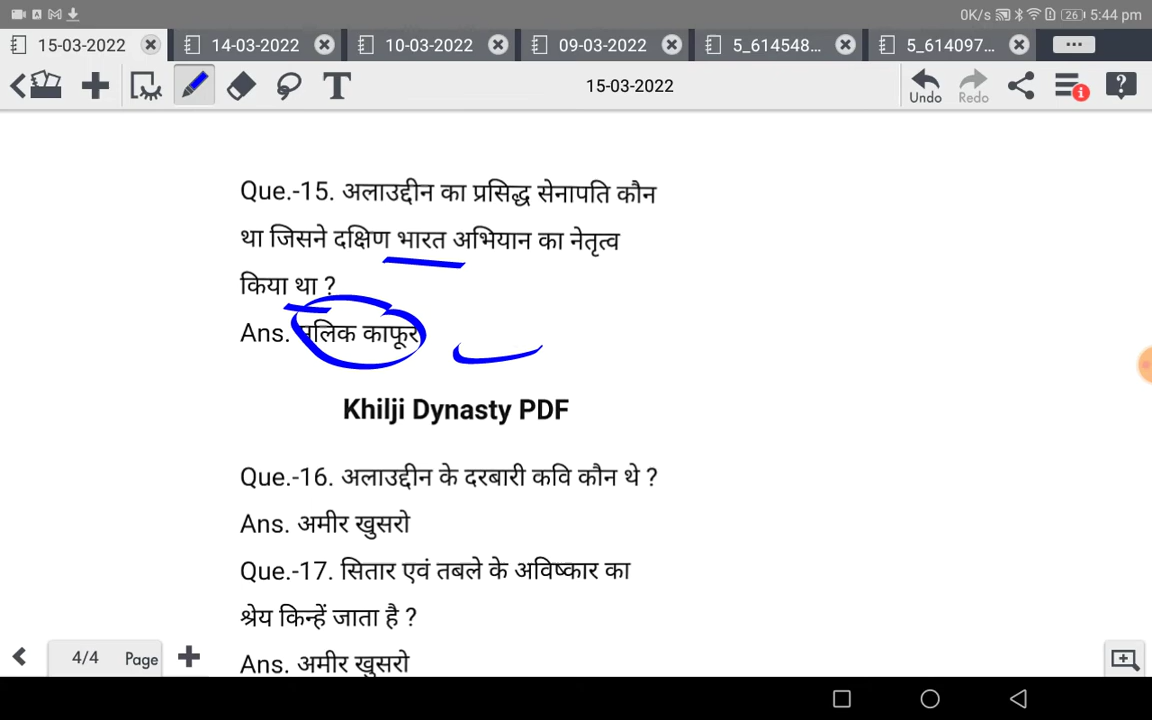 0K/s 26 5:44 pm
15-03-2022 14-03-2022 10-03-2022 09-03-2022 5_614548... 5_614097... ...
T 15-03-2022 Undo Redo
Que.-15. अलाउद्दीन का प्रसिद्ध सेनापति कौन
था जिसने दक्षिण भारत अभियान का नेतृत्व
किया था ?
Ans. मलिक काफूर
Khilji Dynasty PDF
Que.-16. अलाउद्दीन के दरबारी कवि कौन थे ?
Ans. अमीर खुसरो
Que.-17. सितार एवं तबले के अविष्कार का
श्रेय किन्हें जाता है ?
Ans. अमीर खुसरो
4/4 Page